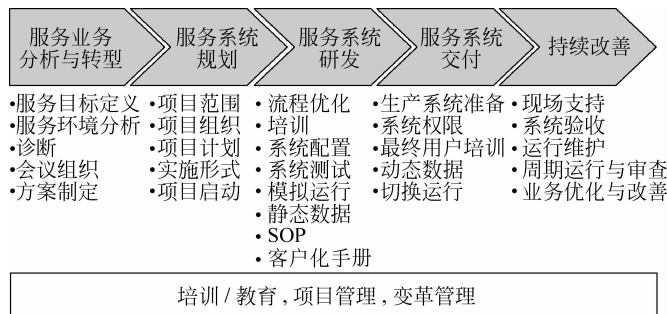 服务业务
分析与转型
服务系统
规划
服务系统
研发
服务系统
交付
持续改善
•服务目标定义
•服务环境分析
•诊断
•会议组织
•方案制定
•项目范围
•项目组织
•项目计划
•实施形式
•项目启动
•流程优化
•培训
•系统配置
•系统测试
•模拟运行
•静态数据
•SOP
•客户化手册
•生产系统准备
•系统权限
•最终用户培训
•动态数据
•切换运行
•现场支持
•系统验收
•运行维护
•周期运行与审查
•业务优化与改善
培训/教育,项目管理,变革管理